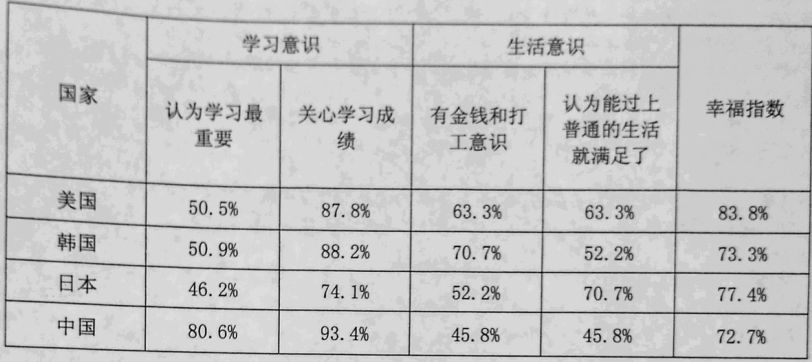 国家 学习意识 生活意识 幸福指数
认为学习最重要 关心学习成绩 有金钱和打工意识 认为能过上普通的生活就满足了
美国 50.5% 87.8% 63.3% 63.3% 83.8%
韩国 50.9% 88.2% 70.7% 52.2% 73.3%
日本 46.2% 74.1% 52.2% 70.7% 77.4%
中国 80.6% 93.4% 45.8% 45.8% 72.7%